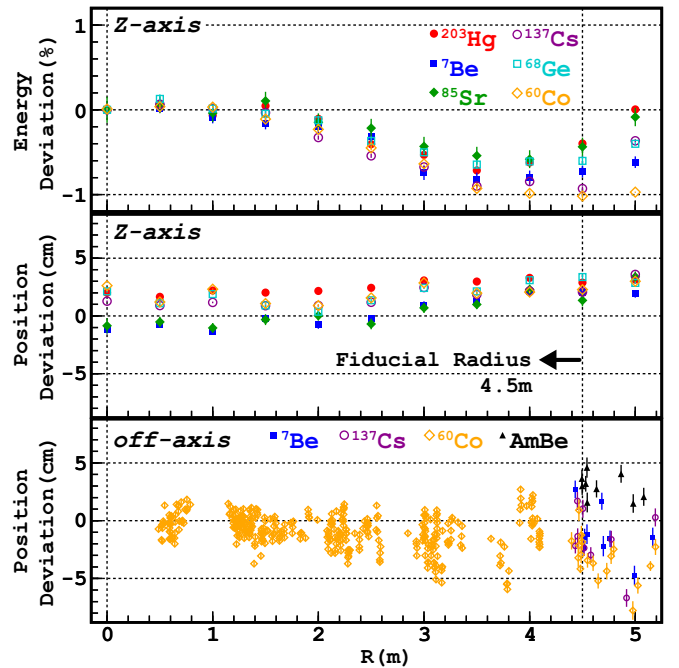 Z-axis
²⁰³Hg ¹³⁷Cs
⁷Be ⁶⁸Ge
⁸⁵Sr ⁶⁰Co
Energy
Deviation(%)
1
0
−1
Z-axis
Position
Deviation(cm)
5
0
−5
Fiducial Radius
4.5m
off-axis ⁷Be ¹³⁷Cs ⁶⁰Co AmBe
Position
Deviation(cm)
5
0
−5
0 1 2 3 4 5
R(m)